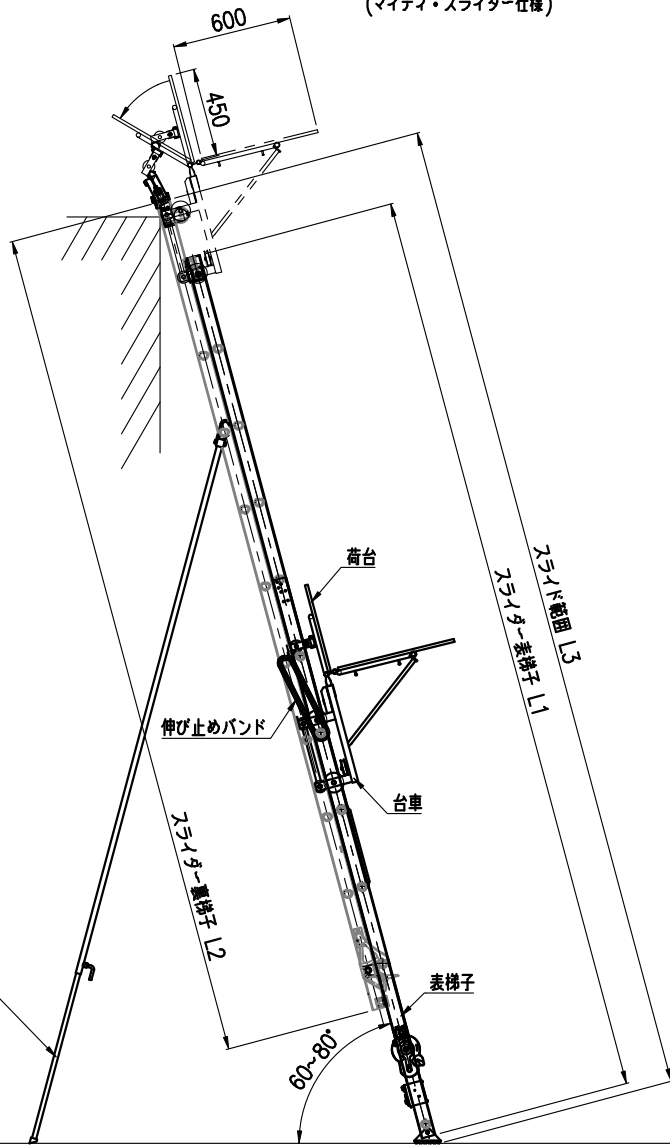 (マイティ・スライダー仕様)
600
450
荷台
スライド範囲 L3
スライダー表梯子 L1
伸び止めバンド
台車
スライダー裏梯子 L2
表梯子
60~80°